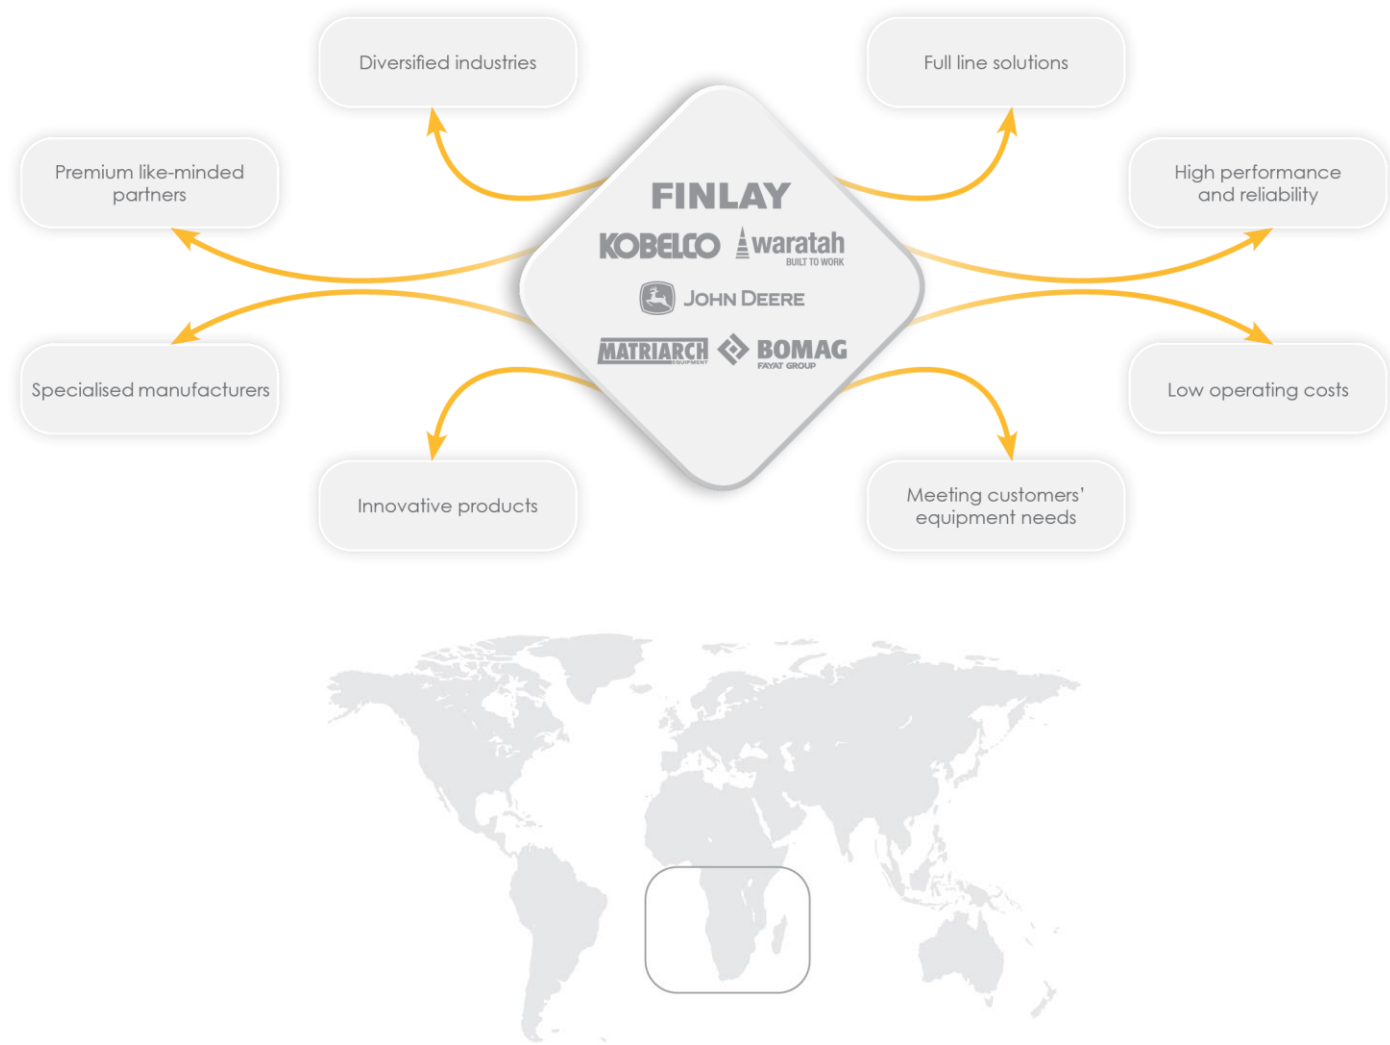 Diversified industries
Full line solutions
Premium like-minded
partners
High performance
and reliability
FINLAY
KOBELCO
waratah
BUILT TO WORK
JOHN DEERE
MATRIARCH
EQUIPMENT
BOMAG
FAYAT GROUP
Specialised manufacturers
Low operating costs
Innovative products
Meeting customers’
equipment needs